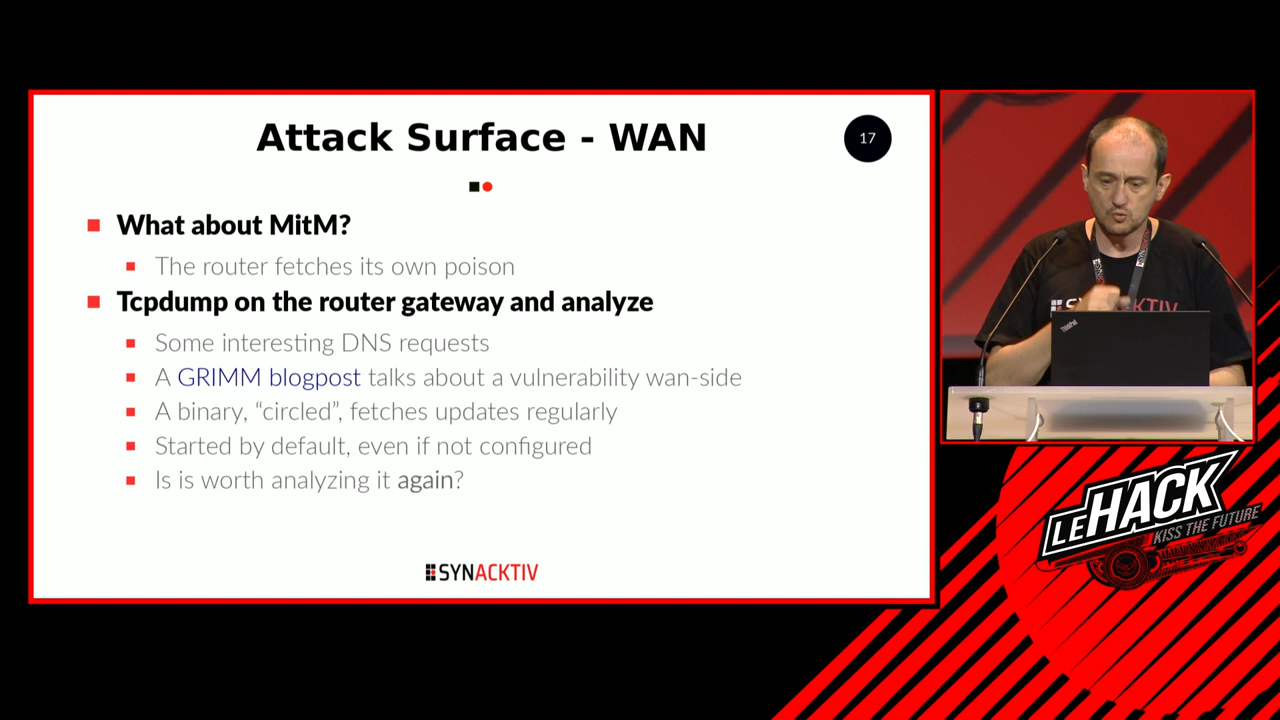 Attack Surface - WAN
17
What about MitM?
The router fetches its own poison
Tcpdump on the router gateway and analyze
Some interesting DNS requests
A GRIMM blogpost talks about a vulnerability wan-side
A binary, “circled”, fetches updates regularly
Started by default, even if not configured
Is is worth analyzing it again?
SYNACKTIV
SYNACKTIV
ThinkPad
LEHACK
KISS THE FUTURE